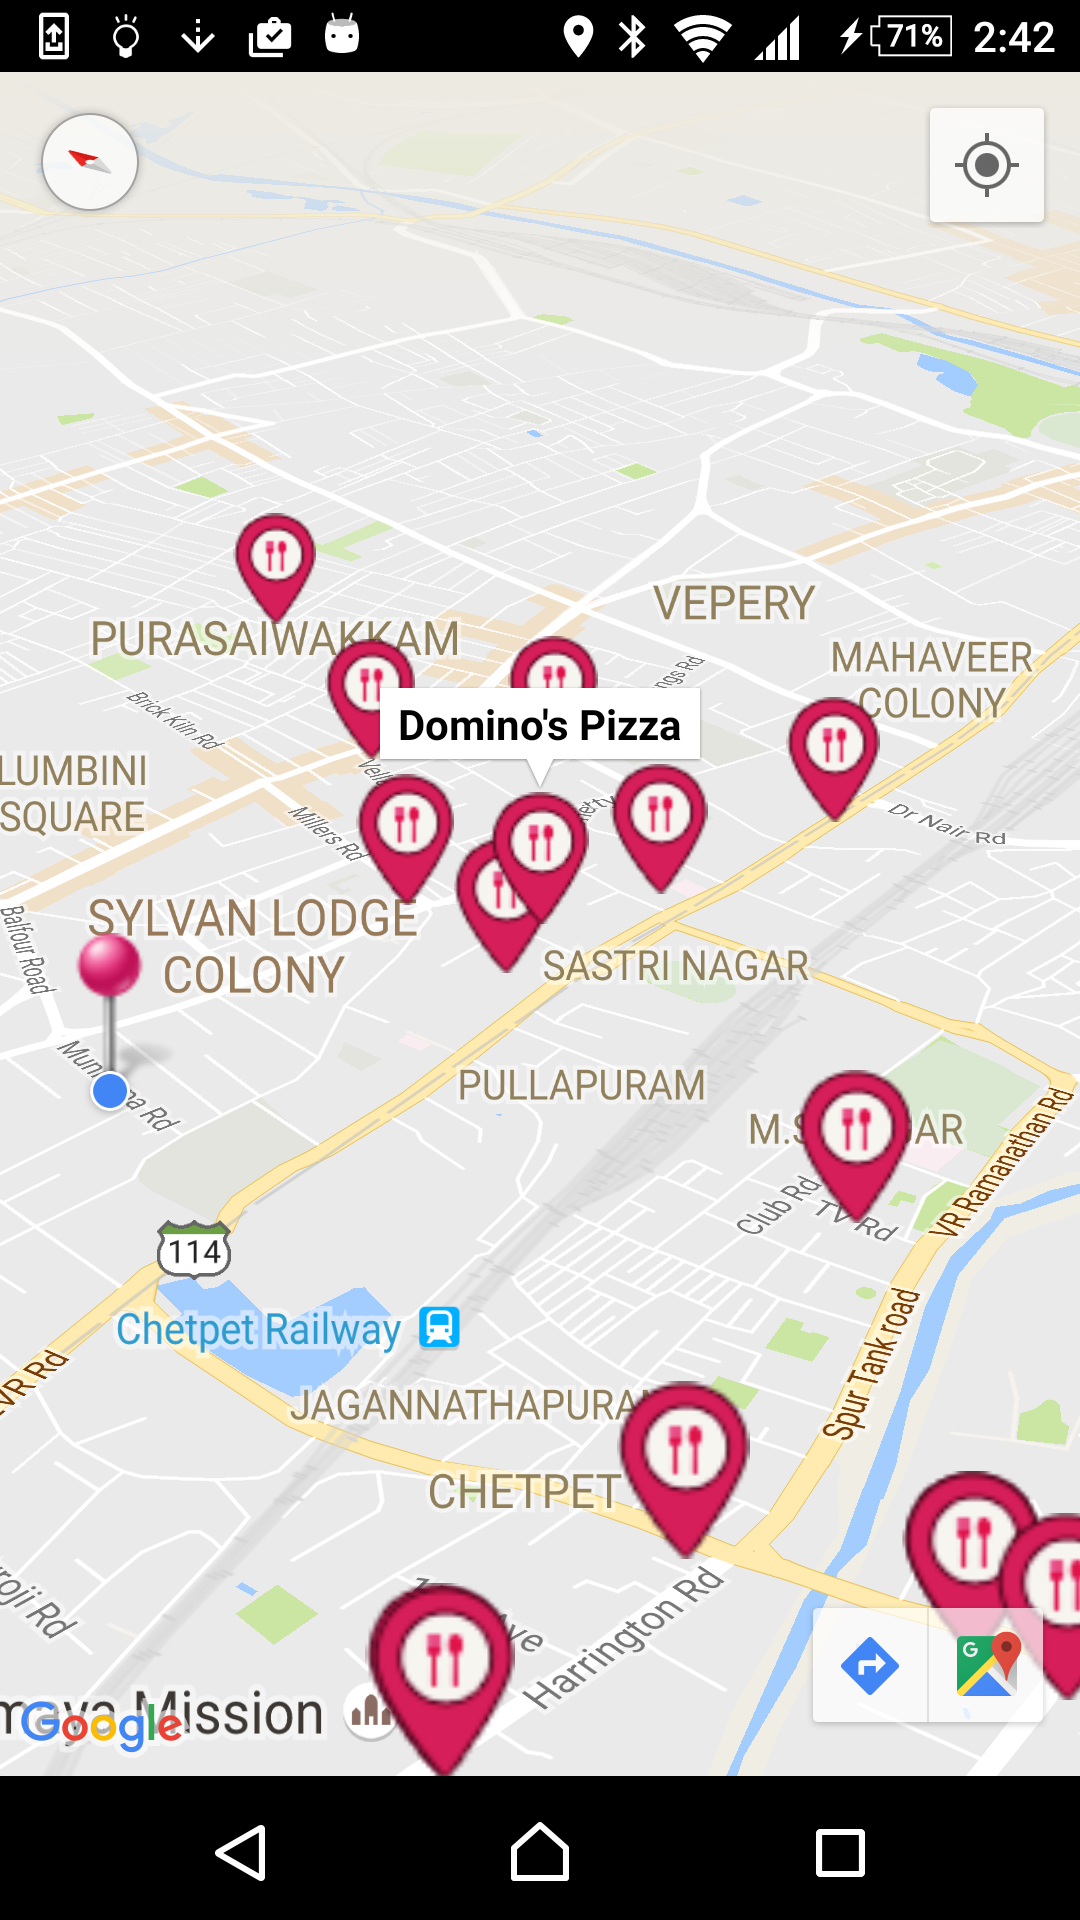 71% 2:42
VEPERY
PURASAIWAKKAM
MAHAVEER
COLONY
Brick Kiln Rd
Domino's Pizza
LUMBINI
SQUARE
Millers Rd
Dr Nair Rd
Balfour Road
SYLVAN LODGE
COLONY
SASTRI NAGAR
PULLAPURAM
VR Ramanathan Rd
Club Rd
TV Rd
114
Chetpet Railway
Spur Tank road
JAGANNATHAPURA
CHETPET
Harrington Rd
Mission
Google